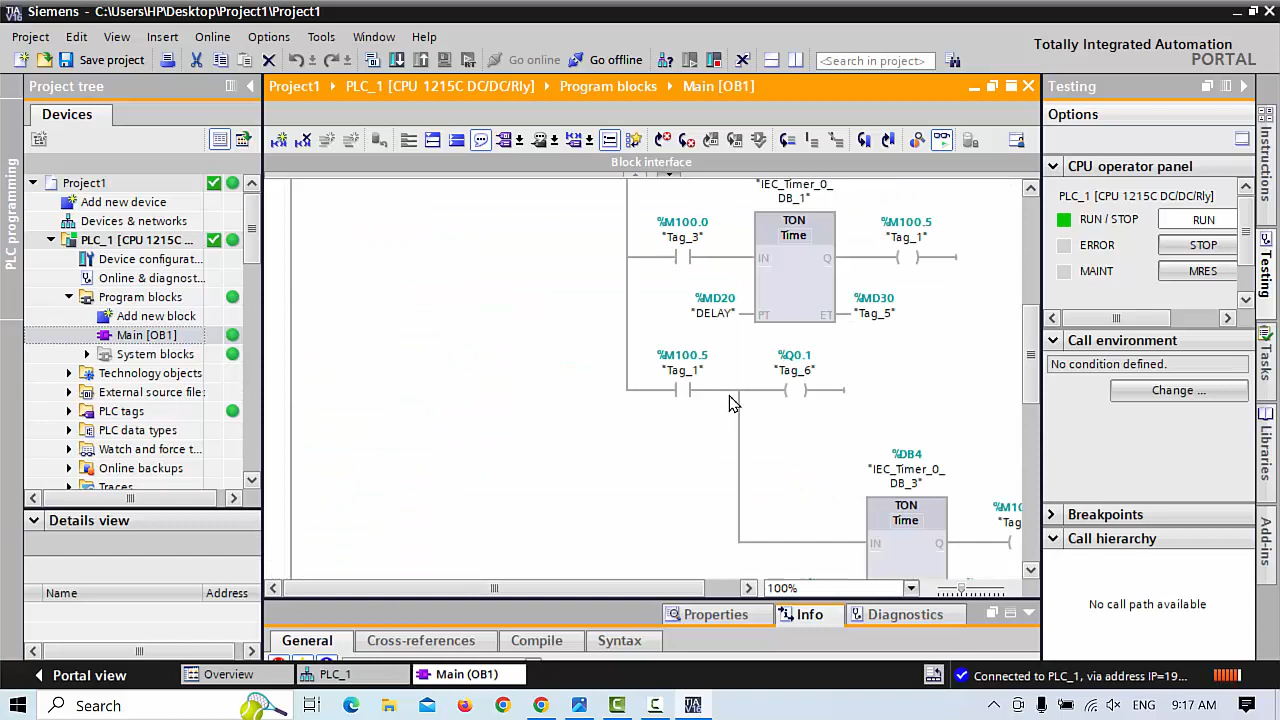 Siemens - C:\Users\HP\Desktop\Project1\Project1
TIA
V16
Project Edit View Insert Online Options Tools Window Help
Totally Integrated Automation
PORTAL
Save project
Go online
Go offline
<Search in project>
Project tree
Project1
PLC_1 [CPU 1215C DC/DC/Rly]
Program blocks
Main [OB1]
Testing
Devices
Options
PLC programming
Block interface
CPU operator panel
PLC_1 [CPU 1215C DC/DC/Rly]
RUN / STOP
RUN
ERROR
STOP
MAINT
MRES
Call environment
No condition defined.
Change ...
Breakpoints
Call hierarchy
No call path available
Instructions
Testing
Tasks
Libraries
Add-ins
Project1
Add new device
Devices & networks
PLC_1 [CPU 1215C ...
Device configurat...
Online & diagnost...
Program blocks
Add new block
Main [OB1]
System blocks
Technology objects
External source file:
PLC tags
PLC data types
Watch and force t...
Online backups
Traces
Details view
Name
Address
"IEC_Timer_0_
DB_1"
%M100.0
"Tag_3"
TON
Time
%M100.5
"Tag_1"
IN
Q
%MD20
"DELAY"
PT
ET
%MD30
"Tag_5"
%M100.5
"Tag_1"
%Q0.1
"Tag_6"
%DB4
"IEC_Timer_0_
DB_3"
TON
Time
%M10
"Tag
IN
Q
100%
Properties
Info
Diagnostics
General
Cross-references
Compile
Syntax
Portal view
Overview
PLC_1
Main (OB1)
Connected to PLC_1, via address IP=19...
Search
ENG
9:17 AM